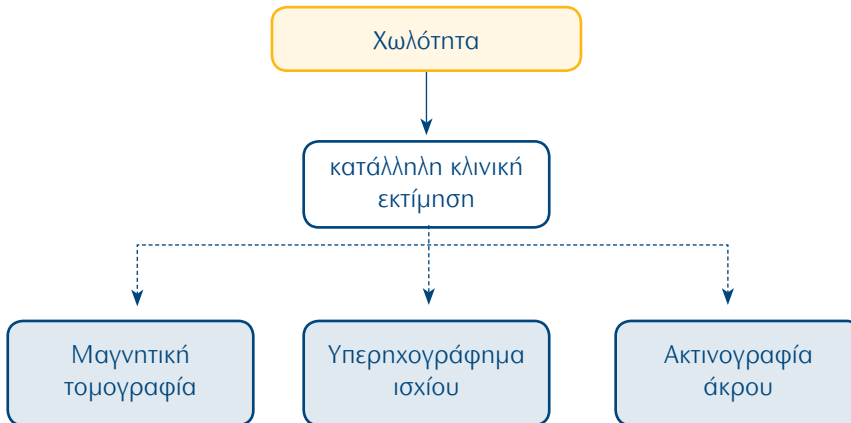 Χωλότητα
κατάλληλη κλινική
εκτίμηση
Μαγνητική
τομογραφία
Υπερηχογράφημα
ισχίου
Ακτινογραφία
άκρου